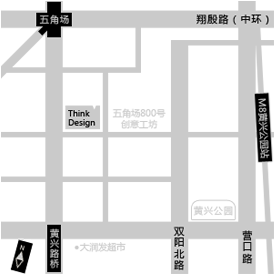 五角场
翔殷路（中环）
Think
Design
五角场800号
创意工坊
M8黄兴公园站
黄兴公园
黄兴路桥
双阳北路
营口路
大润发超市
N